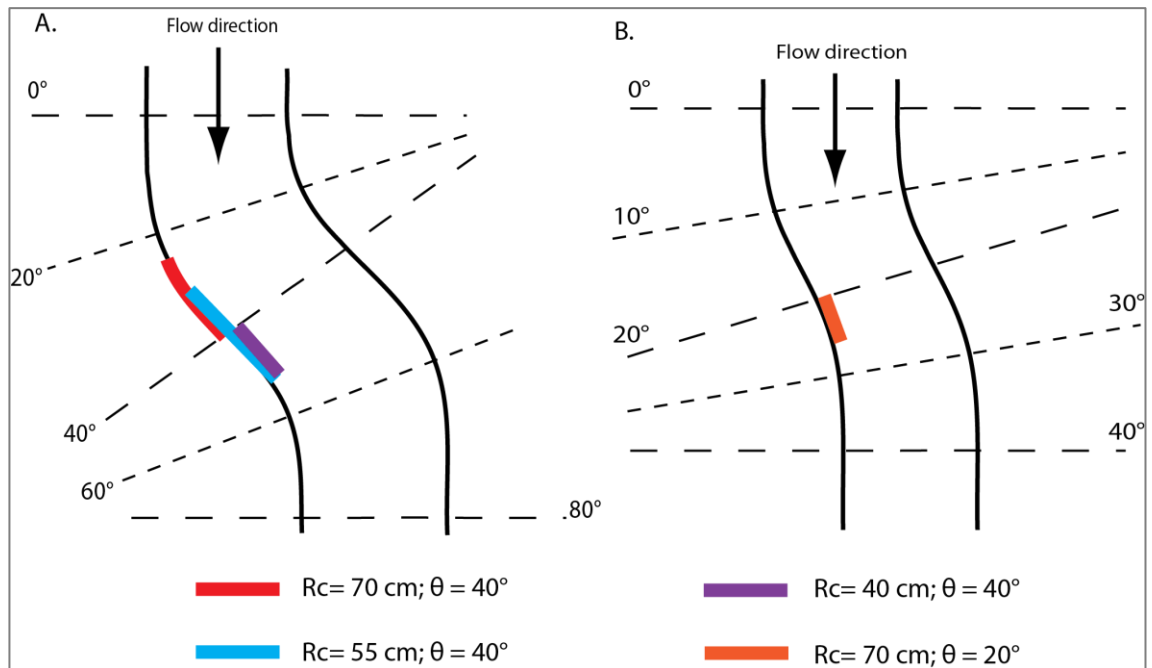 A.
Flow direction
0°
20°
40°
60°
80°
B.
Flow direction
0°
10°
20°
30°
40°
Rc= 70 cm; θ = 40°
Rc= 55 cm; θ = 40°
Rc= 40 cm; θ = 40°
Rc= 70 cm; θ = 20°